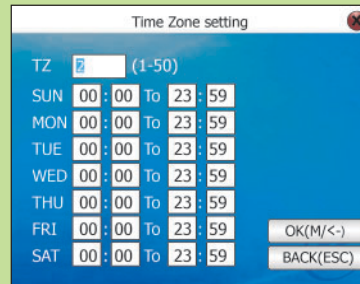 Time Zone setting
TZ 2 (1-50)
SUN 00 : 00 To 23 : 59
MON 00 : 00 To 23 : 59
TUE 00 : 00 To 23 : 59
WED 00 : 00 To 23 : 59
THU 00 : 00 To 23 : 59
FRI 00 : 00 To 23 : 59
OK(M/<-)
SAT 00 : 00 To 23 : 59
BACK(ESC)